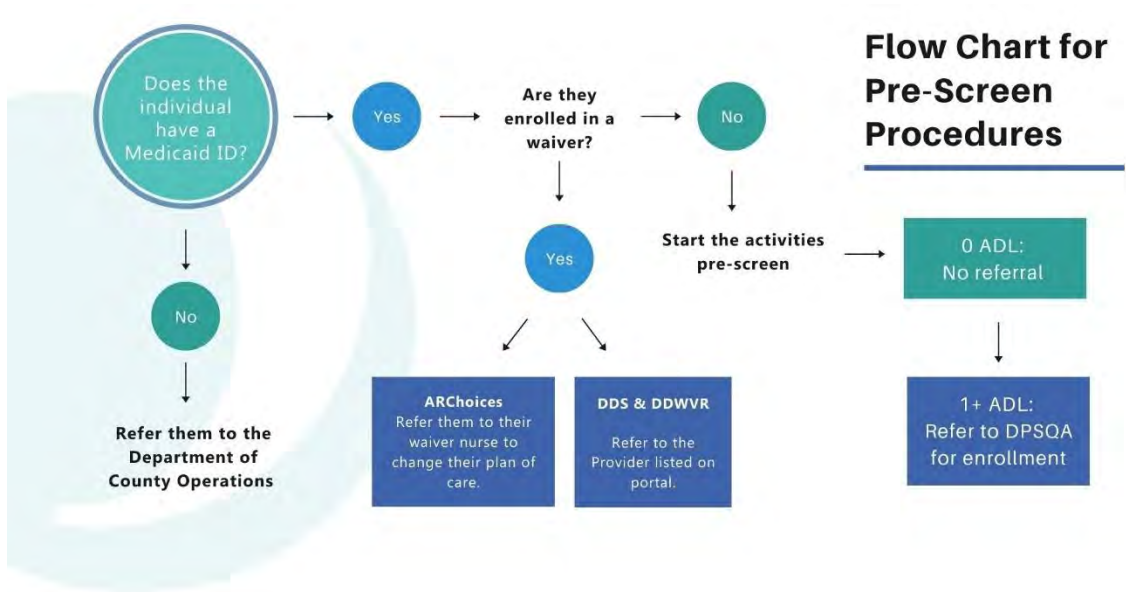 Flow Chart for
Pre-Screen
Procedures
Does the
individual
have a
Medicaid ID?
Yes
Are they
enrolled in a
waiver?
No
Start the activities
pre-screen
0 ADL:
No referral
1+ ADL:
Refer to DPSQA
for enrollment
Yes
ARChoices
Refer them to their
waiver nurse to
change their plan of
care.
DDS & DDWVR
Refer to the
Provider listed on
portal.
No
Refer them to the
Department of
County Operations